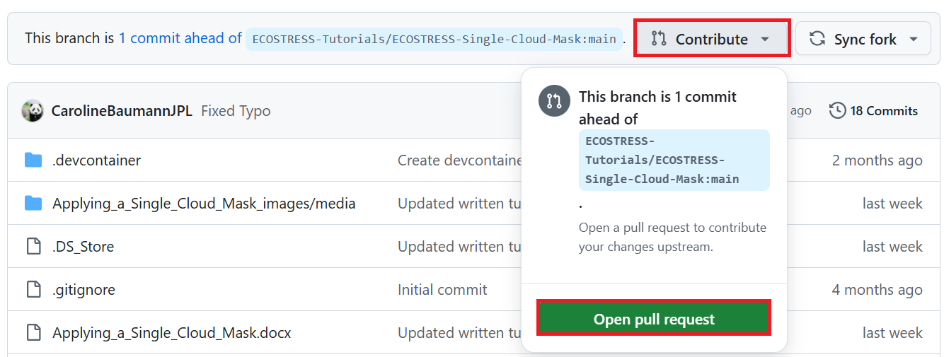 This branch is 1 commit ahead of ECOSTRESS-Tutorials/ECOSTRESS-Single-Cloud-Mask:main .
Contribute
Sync fork
This branch is 1 commit
ahead of
ECOSTRESS-
Tutorials/ECOSTRESS-
Single-Cloud-Mask:main
.
Open a pull request to contribute
your changes upstream.
Open pull request
CarolineBaumannJPL Fixed Typo ago 18 Commits
.devcontainer Create devcontaine 2 months ago
Applying_a_Single_Cloud_Mask_images/media Updated written tu last week
.DS_Store Updated written tu last week
.gitignore Initial commit 4 months ago
Applying_a_Single_Cloud_Mask.docx Updated written tu last week